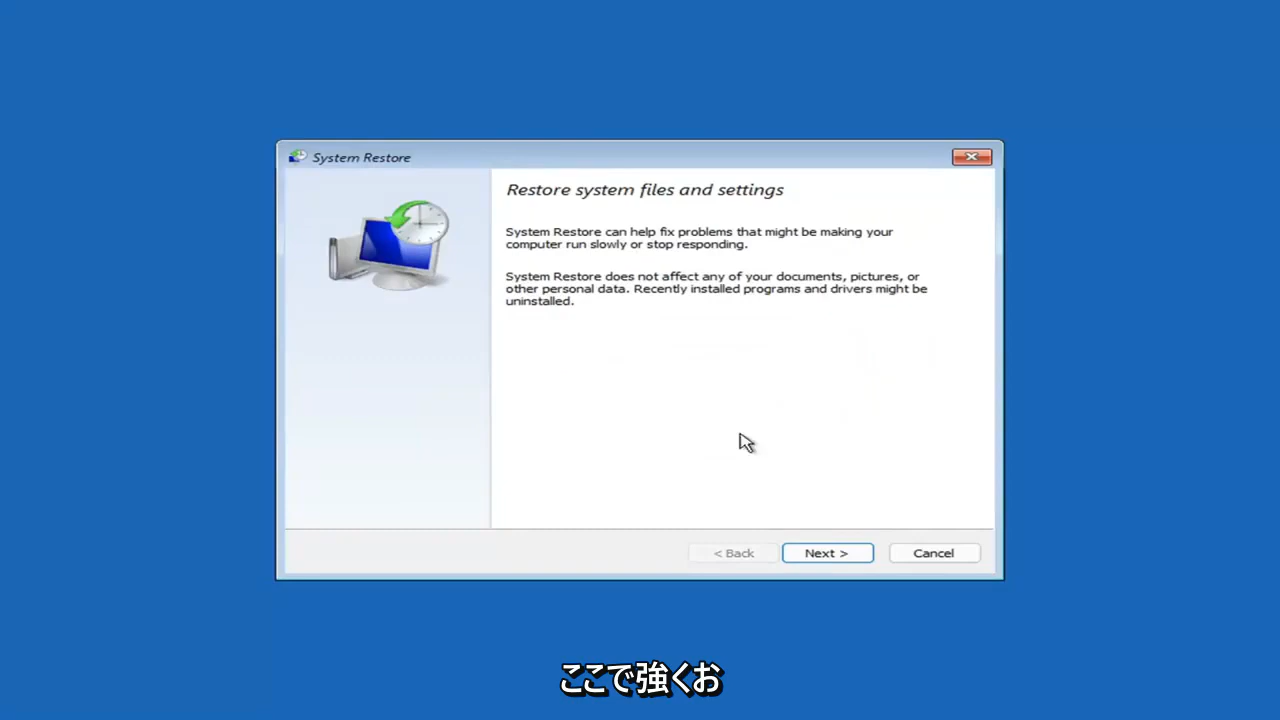 System Restore
Restore system files and settings
System Restore can help fix problems that might be making your
computer run slowly or stop responding.
System Restore does not affect any of your documents, pictures, or
other personal data. Recently installed programs and drivers might be
uninstalled.
< Back
Next >
Cancel
ここで強くお